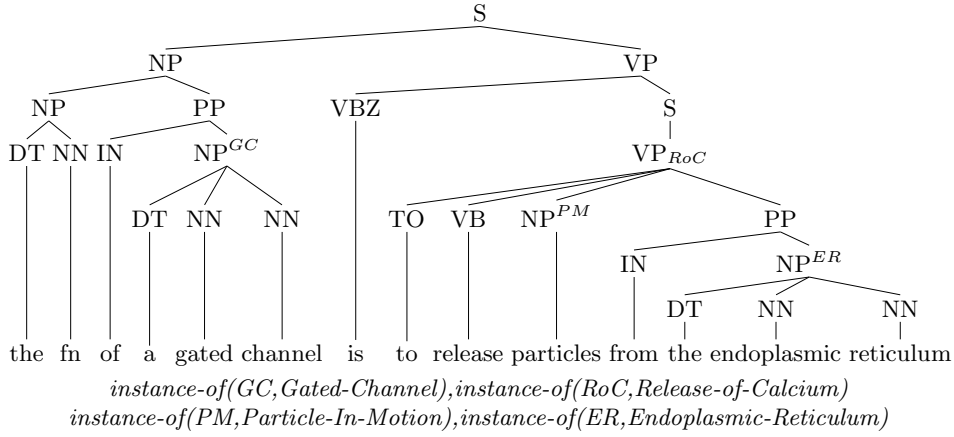 S
NP VP
NP PP VBZ S
DT NN IN NP^GC VP_RoC
DT NN NN TO VB NP^PM PP
IN NP^ER
DT NN NN
the fn of a gated channel is to release particles from the endoplasmic reticulum
instance-of(GC,Gated-Channel),instance-of(RoC,Release-of-Calcium)
instance-of(PM,Particle-In-Motion),instance-of(ER,Endoplasmic-Reticulum)